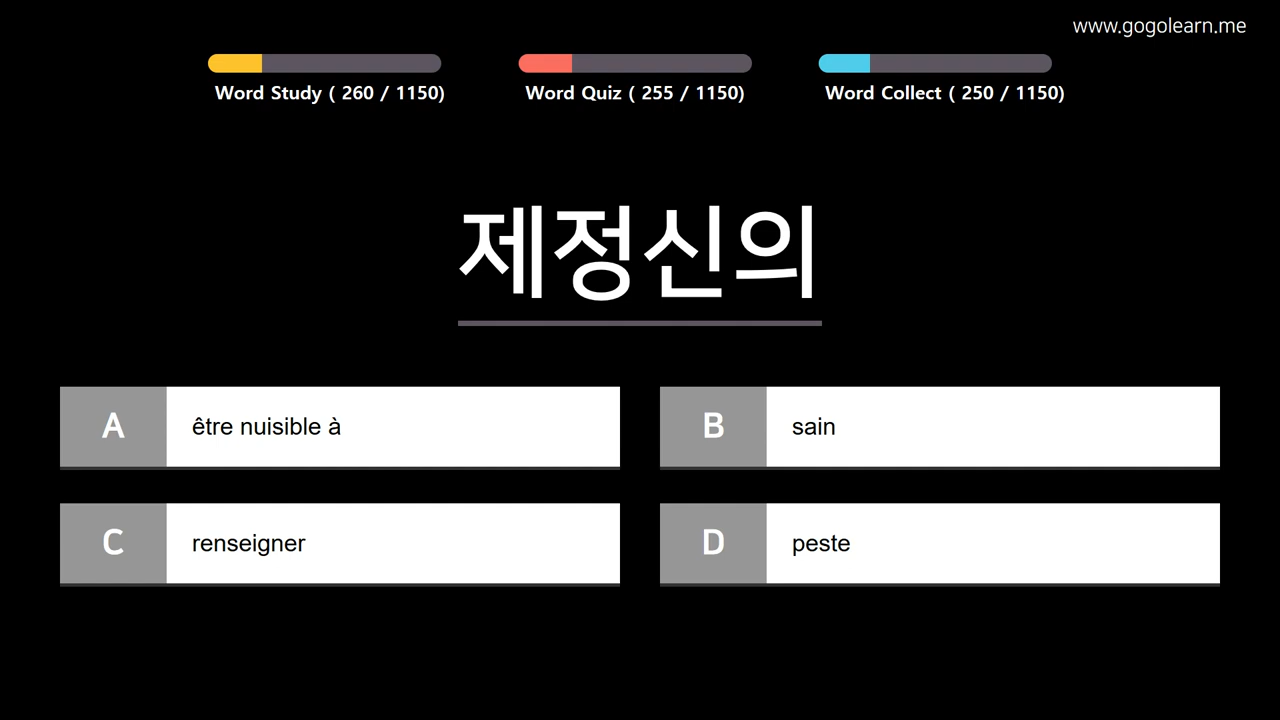 www.gogolearn.me
Word Study ( 260 / 1150)
Word Quiz ( 255 / 1150)
Word Collect ( 250 / 1150)
제정신의
A être nuisible à
B sain
C renseigner
D peste